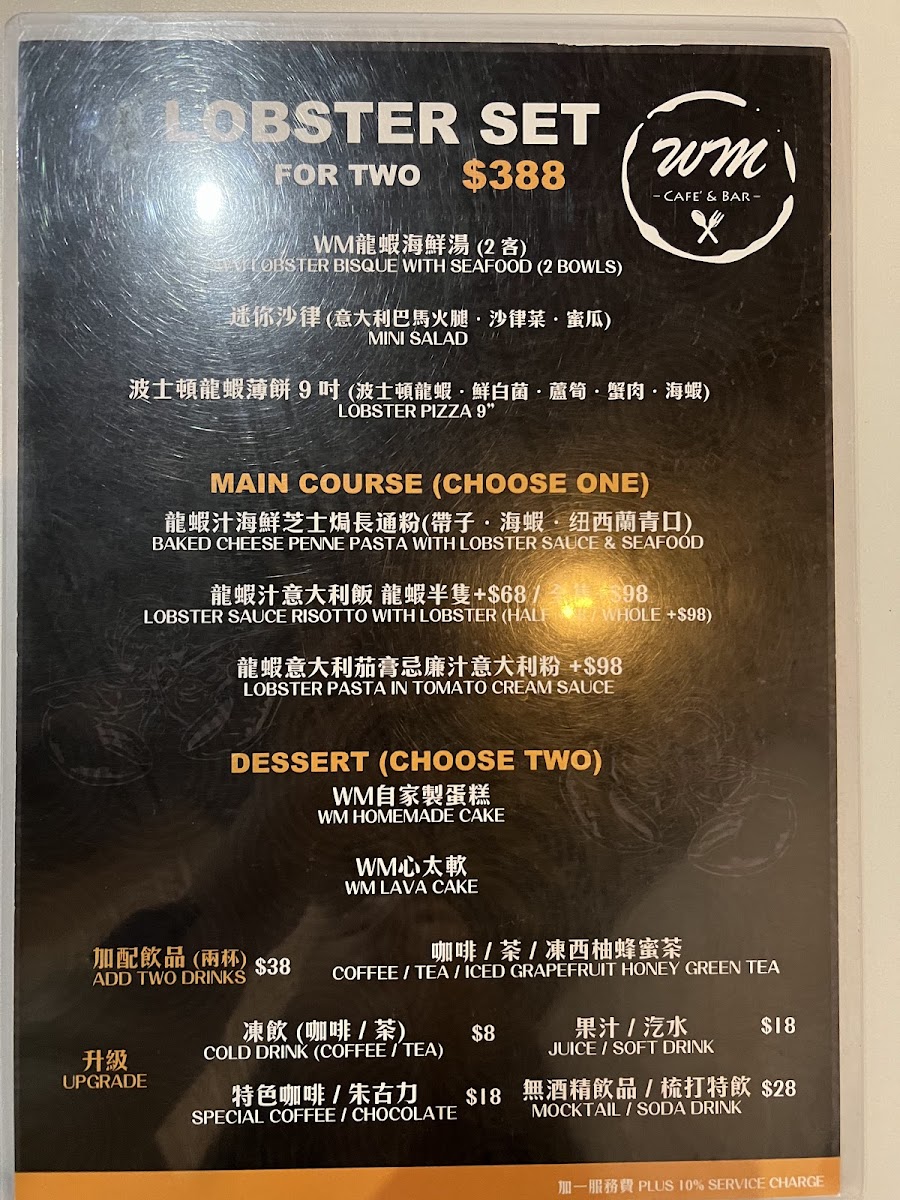 LOBSTER SET
FOR TWO $388
WM
- CAFE' & BAR -
WM龍蝦海鮮湯 (2 客)
LOBSTER BISQUE WITH SEAFOOD (2 BOWLS)
迷你沙律 (意大利巴馬火腿 · 沙律菜 · 蜜瓜)
MINI SALAD
波士頓龍蝦薄餅 9 吋 (波士頓龍蝦 · 鮮白菌 · 蘆筍 · 蟹肉 · 海蝦)
LOBSTER PIZZA 9"
MAIN COURSE (CHOOSE ONE)
龍蝦汁海鮮芝士焗長通粉(帶子 · 海蝦 · 纽西蘭青口)
BAKED CHEESE PENNE PASTA WITH LOBSTER SAUCE & SEAFOOD
龍蝦汁意大利飯 龍蝦半隻+$68 / $98
LOBSTER SAUCE RISOTTO WITH LOBSTER (HALF WHOLE +$98)
龍蝦意大利茄膏忌廉汁意大利粉 +$98
LOBSTER PASTA IN TOMATO CREAM SAUCE
DESSERT (CHOOSE TWO)
WM自家製蛋糕
WM HOMEMADE CAKE
WM心太軟
WM LAVA CAKE
加配飲品 (兩杯) $38
ADD TWO DRINKS
咖啡 / 茶 / 凍西柚蜂蜜茶
COFFEE / TEA / ICED GRAPEFRUIT HONEY GREEN TEA
升級
UPGRADE
凍飲 (咖啡 / 茶) $8
COLD DRINK (COFFEE / TEA)
果汁 / 汽水 $18
JUICE / SOFT DRINK
特色咖啡 / 朱古力 $18
SPECIAL COFFEE / CHOCOLATE
無酒精飲品 / 梳打特飲 $28
MOCKTAIL / SODA DRINK
加一服務費 PLUS 10% SERVICE CHARGE